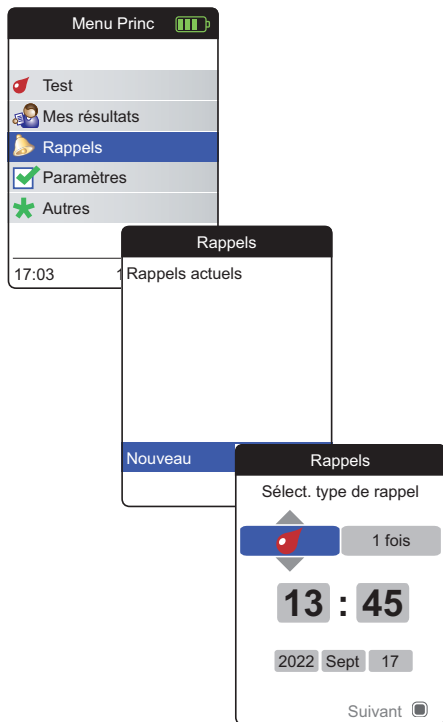 Menu Princ
Test
Mes résultats
Rappels
Paramètres
Autres
17:03 1
Rappels
Rappels actuels
Nouveau
Rappels
Sélect. type de rappel
1 fois
13 : 45
2022 Sept 17
Suivant